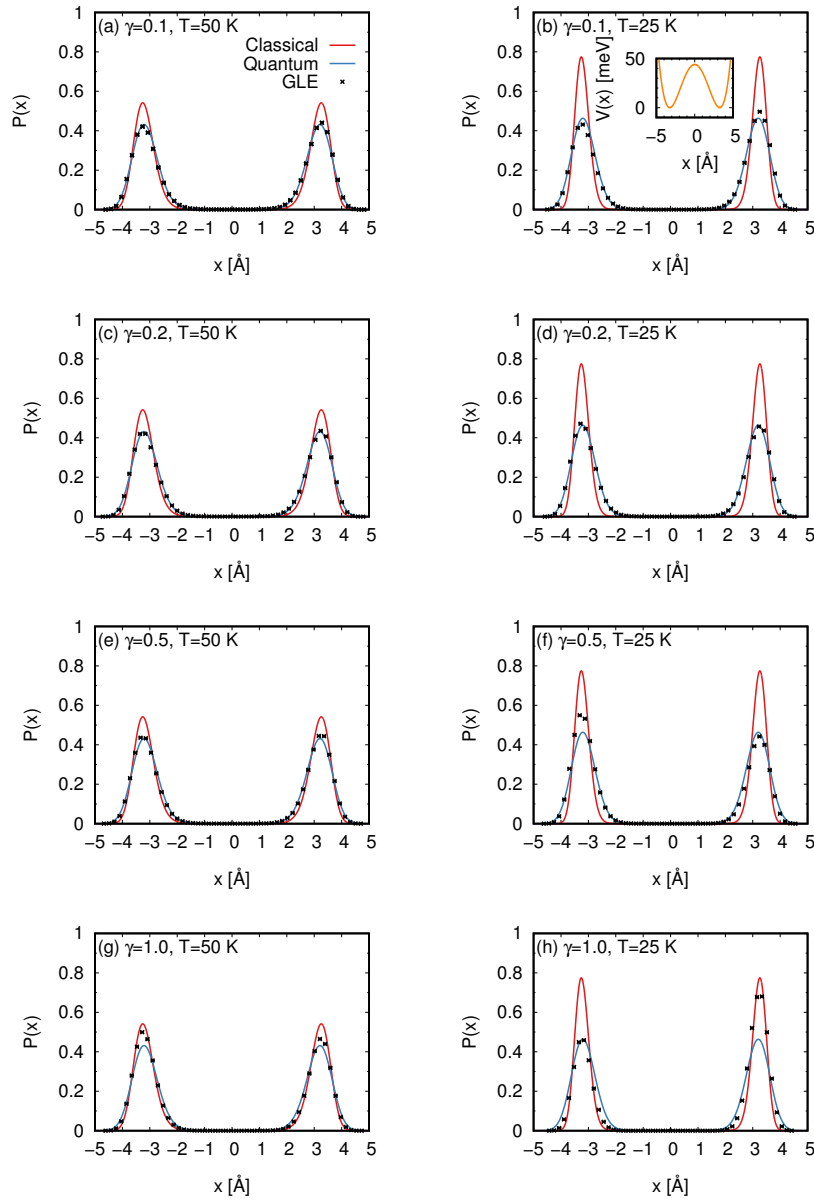 (a) γ=0.1, T=50 K
Classical
Quantum
GLE
P(x)
1
0.8
0.6
0.4
0.2
0
−5 −4 −3 −2 −1 0 1 2 3 4 5
x [Å]
(b) γ=0.1, T=25 K
V(x) [meV]
50
0
−5 0 5
x [Å]
P(x)
1
0.8
0.6
0.4
0.2
0
−5 −4 −3 −2 −1 0 1 2 3 4 5
x [Å]
(c) γ=0.2, T=50 K
P(x)
1
0.8
0.6
0.4
0.2
0
−5 −4 −3 −2 −1 0 1 2 3 4 5
x [Å]
(d) γ=0.2, T=25 K
P(x)
1
0.8
0.6
0.4
0.2
0
−5 −4 −3 −2 −1 0 1 2 3 4 5
x [Å]
(e) γ=0.5, T=50 K
P(x)
1
0.8
0.6
0.4
0.2
0
−5 −4 −3 −2 −1 0 1 2 3 4 5
x [Å]
(f) γ=0.5, T=25 K
P(x)
1
0.8
0.6
0.4
0.2
0
−5 −4 −3 −2 −1 0 1 2 3 4 5
x [Å]
(g) γ=1.0, T=50 K
P(x)
1
0.8
0.6
0.4
0.2
0
−5 −4 −3 −2 −1 0 1 2 3 4 5
x [Å]
(h) γ=1.0, T=25 K
P(x)
1
0.8
0.6
0.4
0.2
0
−5 −4 −3 −2 −1 0 1 2 3 4 5
x [Å]